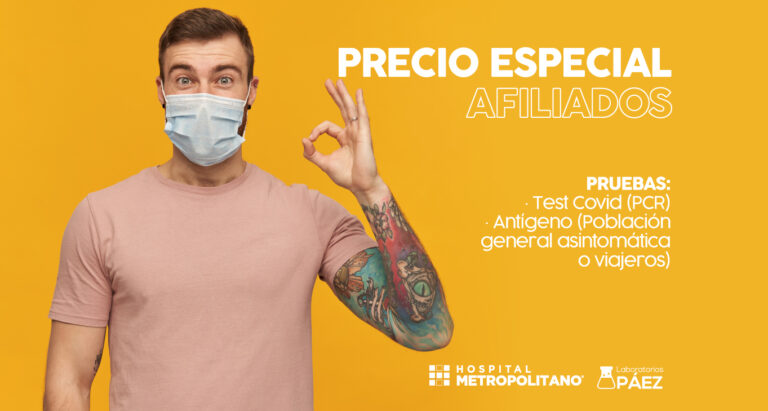 PRECIO ESPECIAL
AFILIADOS
PRUEBAS:
· Test Covid (PCR)
· Antígeno (Población
general asintomática
o viajeros)
HOSPITAL
METROPOLITANO®
Laboratorios
PÁEZ